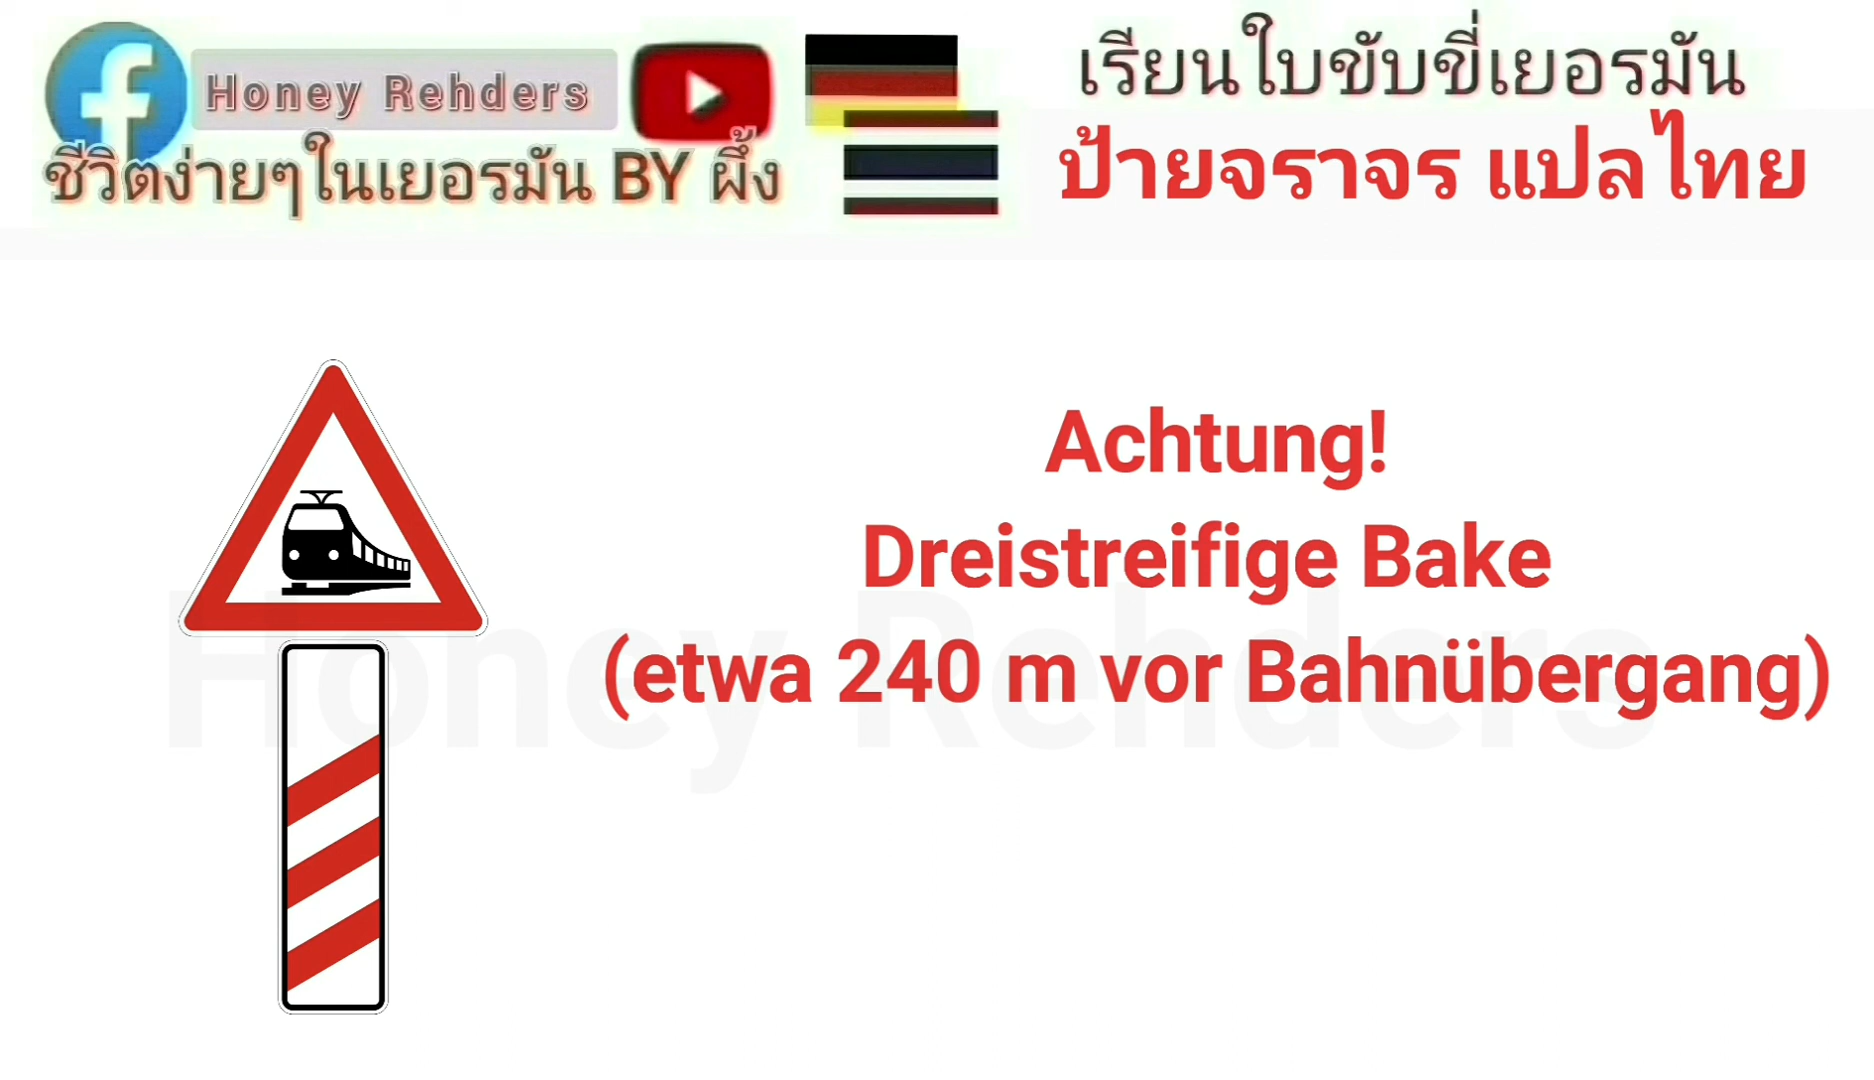 Honey Rehders
ชีวิตง่ายๆในเยอรมัน BY ผึ้ง
เรียนใบขับขี่เยอรมัน
ป้ายจราจร แปลไทย
Achtung!
Dreistreifige Bake
(etwa 240 m vor Bahnübergang)
Honey Rehders